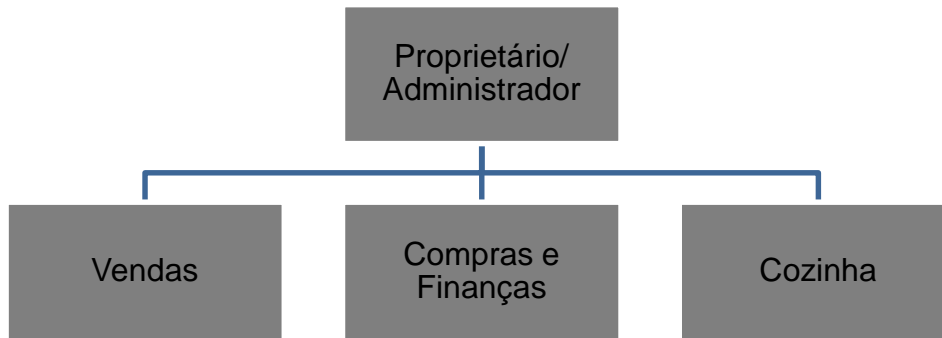 Proprietário/
Administrador
Vendas
Compras e
Finanças
Cozinha